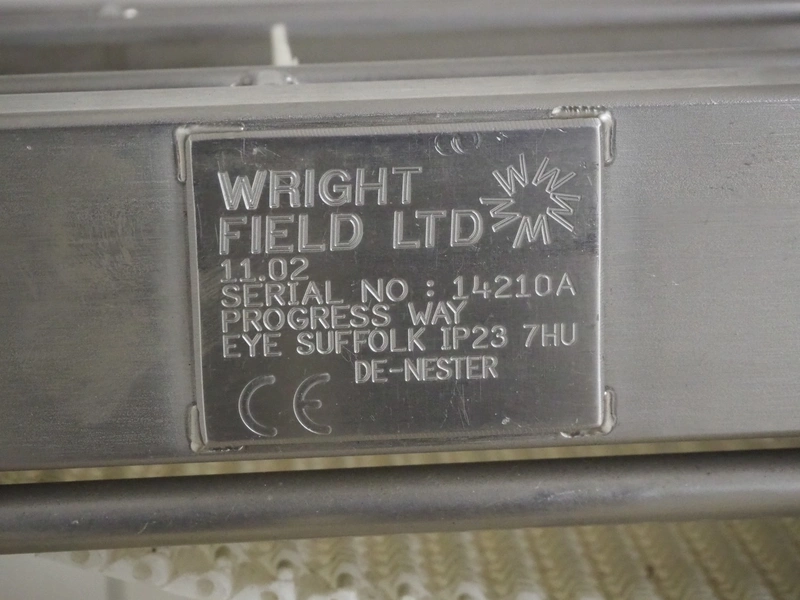 WRIGHT
FIELD LTD
11.02
SERIAL NO : 14210A
PROGRESS WAY
EYE SUFFOLK IP23 7HU
DE-NESTER
CE